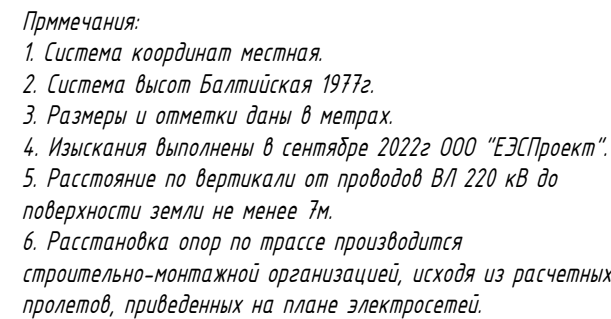 Прммечания:
1. Система координат местная.
2. Система высот Балтийская 1977г.
3. Размеры и отметки даны в метрах.
4. Изыскания выполнены в сентябре 2022г ООО "ЕЭСПроект".
5. Расстояние по вертикали от проводов ВЛ 220 кВ до
поверхности земли не менее 7м.
6. Расстановка опор по трассе производится
строительно-монтажной организацией, исходя из расчетных
пролетов, приведенных на плане электросетей.